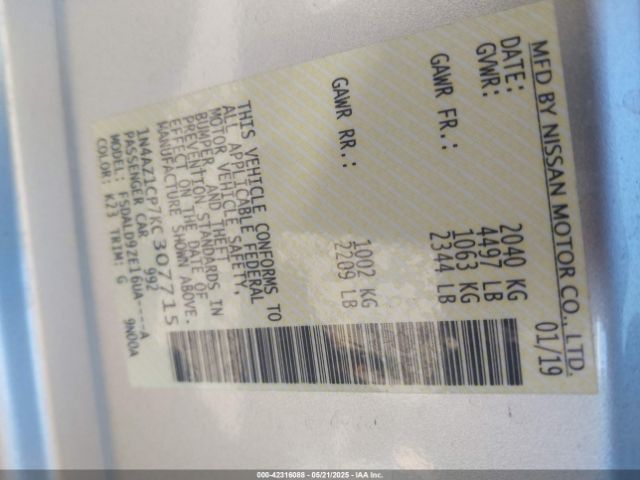 MFD BY NISSAN MOTOR CO., LTD.
DATE: 01/19
GVWR: 2040 KG
4497 LB
GAWR FR.: 1063 KG
2344 LB
GAWR RR.: 1002 KG
2209 LB
THIS VEHICLE CONFORMS TO
ALL APPLICABLE FEDERAL
MOTOR VEHICLE SAFETY,
BUMPER, AND THEFT
PREVENTION STANDARDS IN
EFFECT ON THE DATE OF
MANUFACTURE SHOWN ABOVE.
1N4AZ1CP7KC307715
PASSENGER CAR 992
MODEL: FSDALD9ZE16UA----A
COLOR: K23 TRIM: G 9N00A
000-42316088 - 05/21/2025 - IAA Inc.